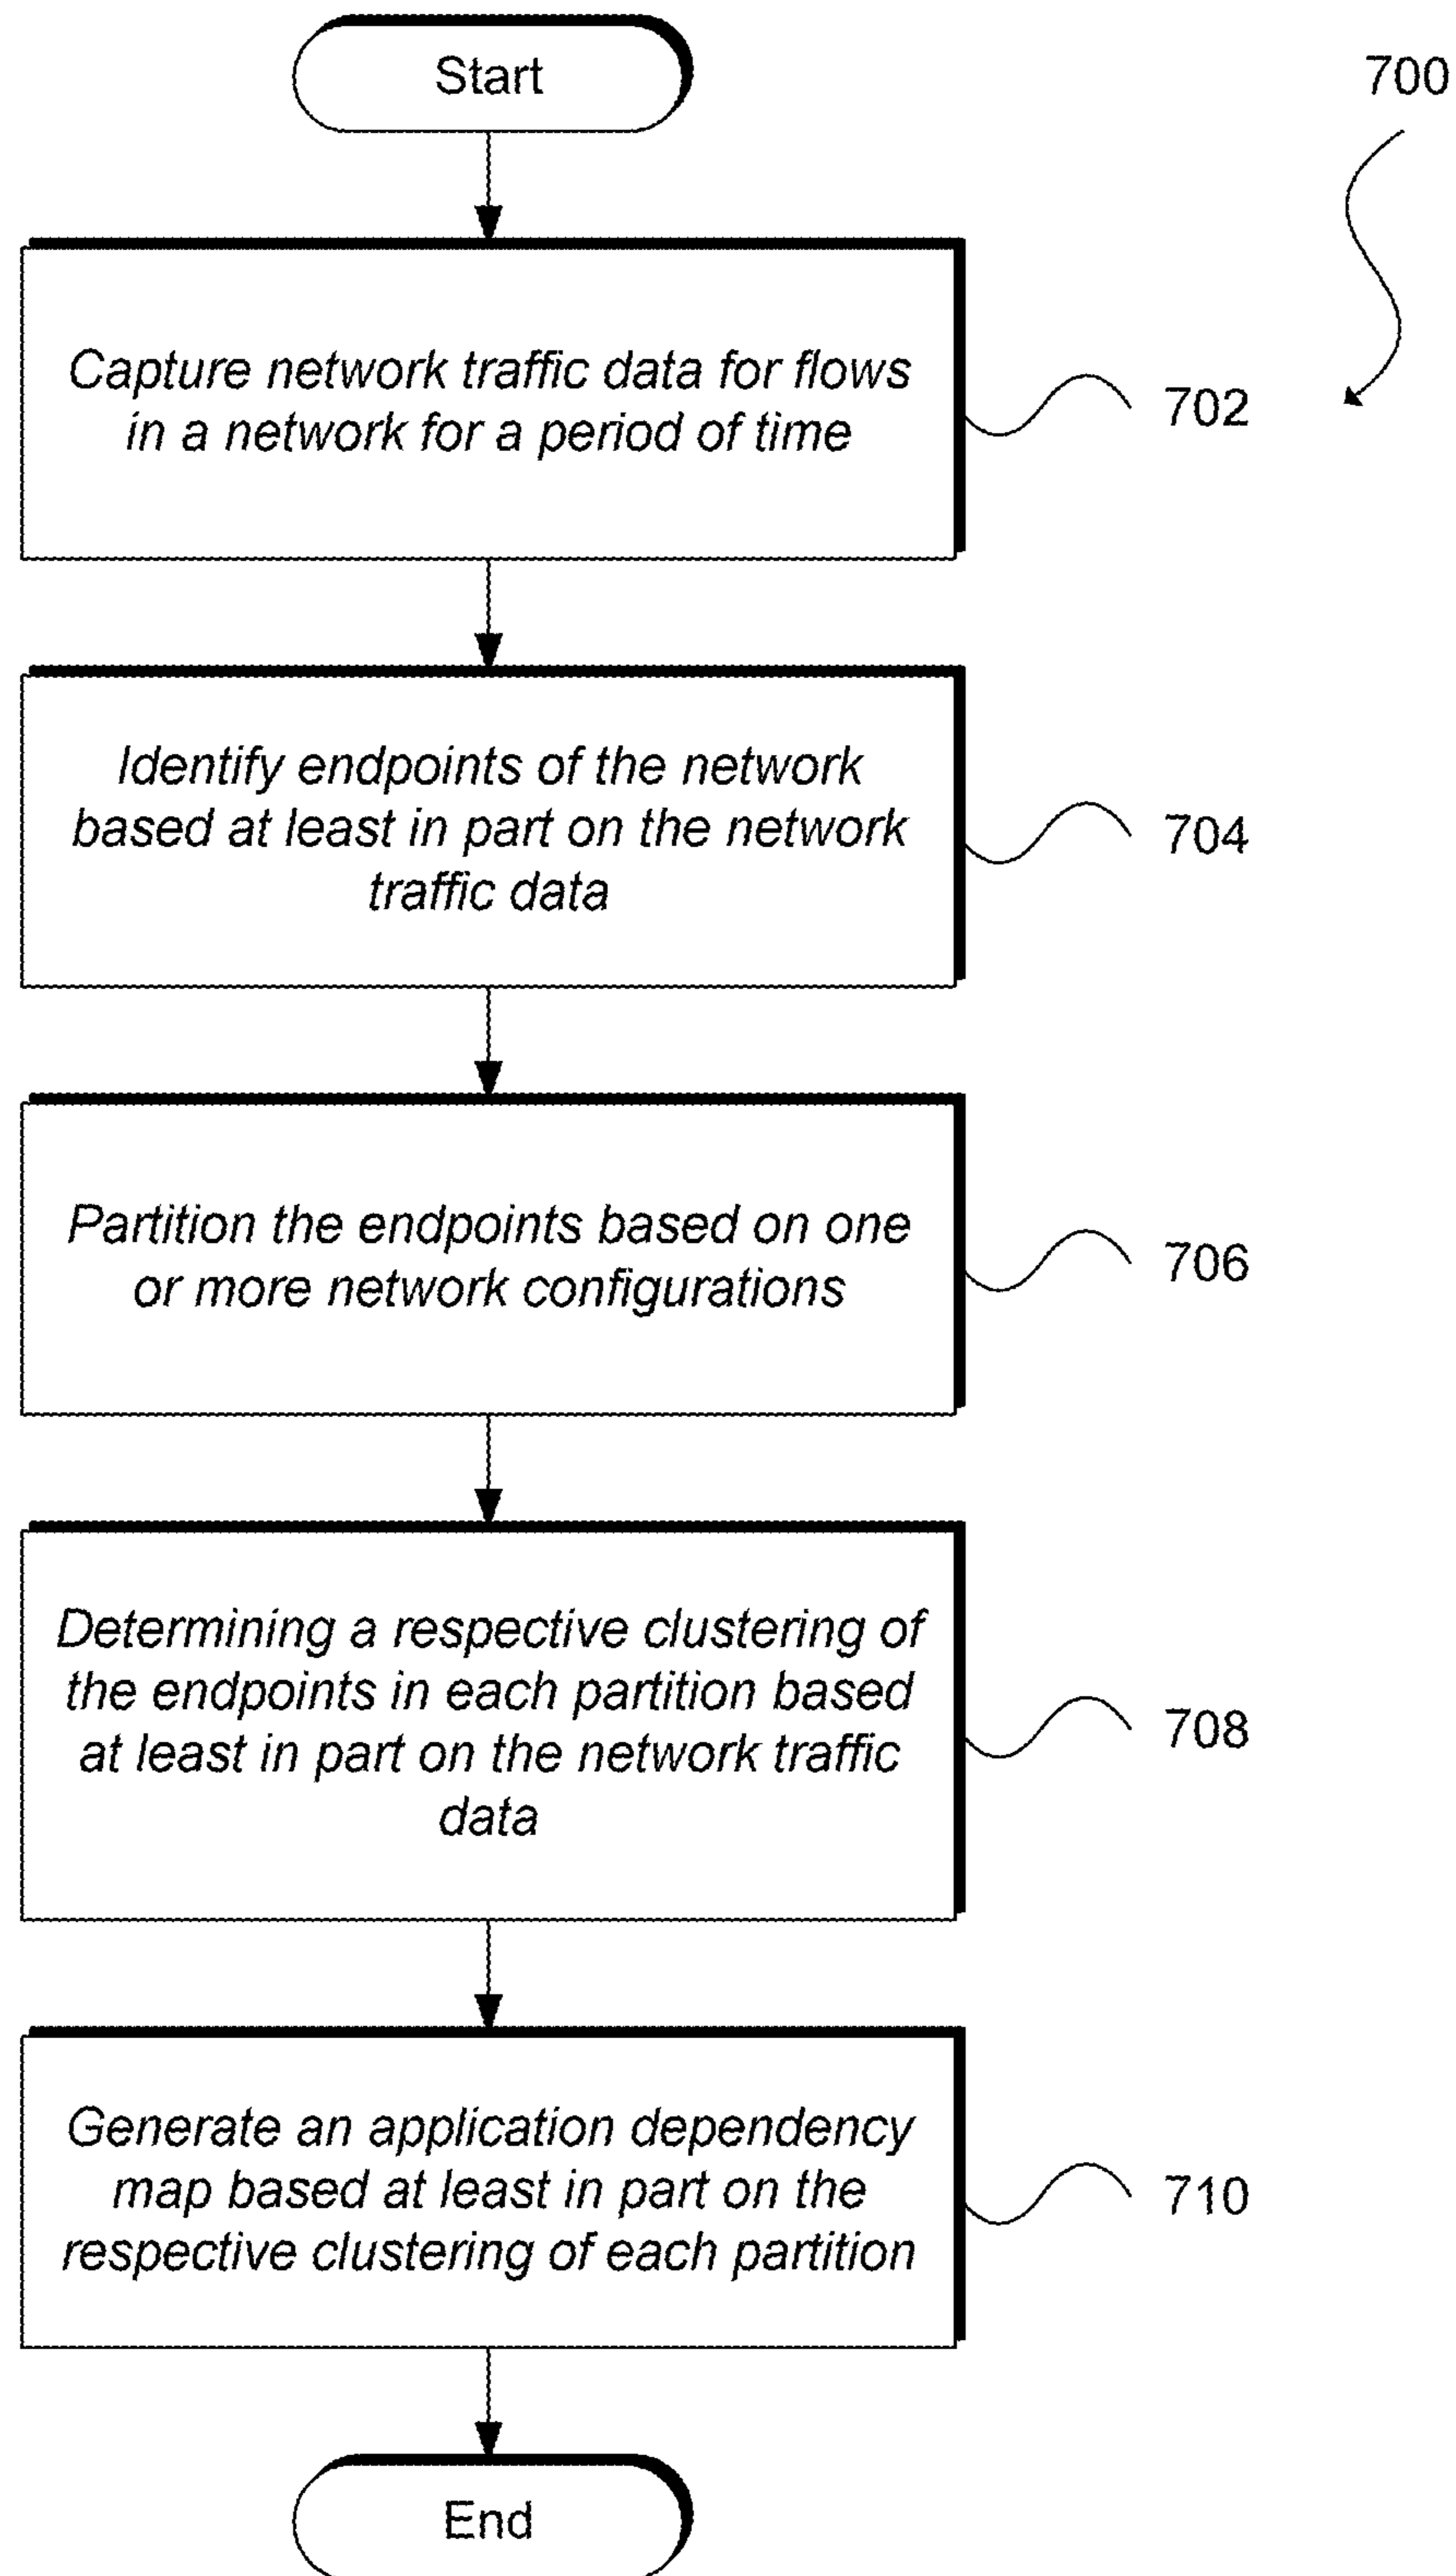 Start
700
Capture network traffic data for flows
in a network for a period of time
702
Identify endpoints of the network
based at least in part on the network
traffic data
704
Partition the endpoints based on one
or more network configurations
706
Determining a respective clustering of
the endpoints in each partition based
at least in part on the network traffic
data
708
Generate an application dependency
map based at least in part on the
respective clustering of each partition
710
End